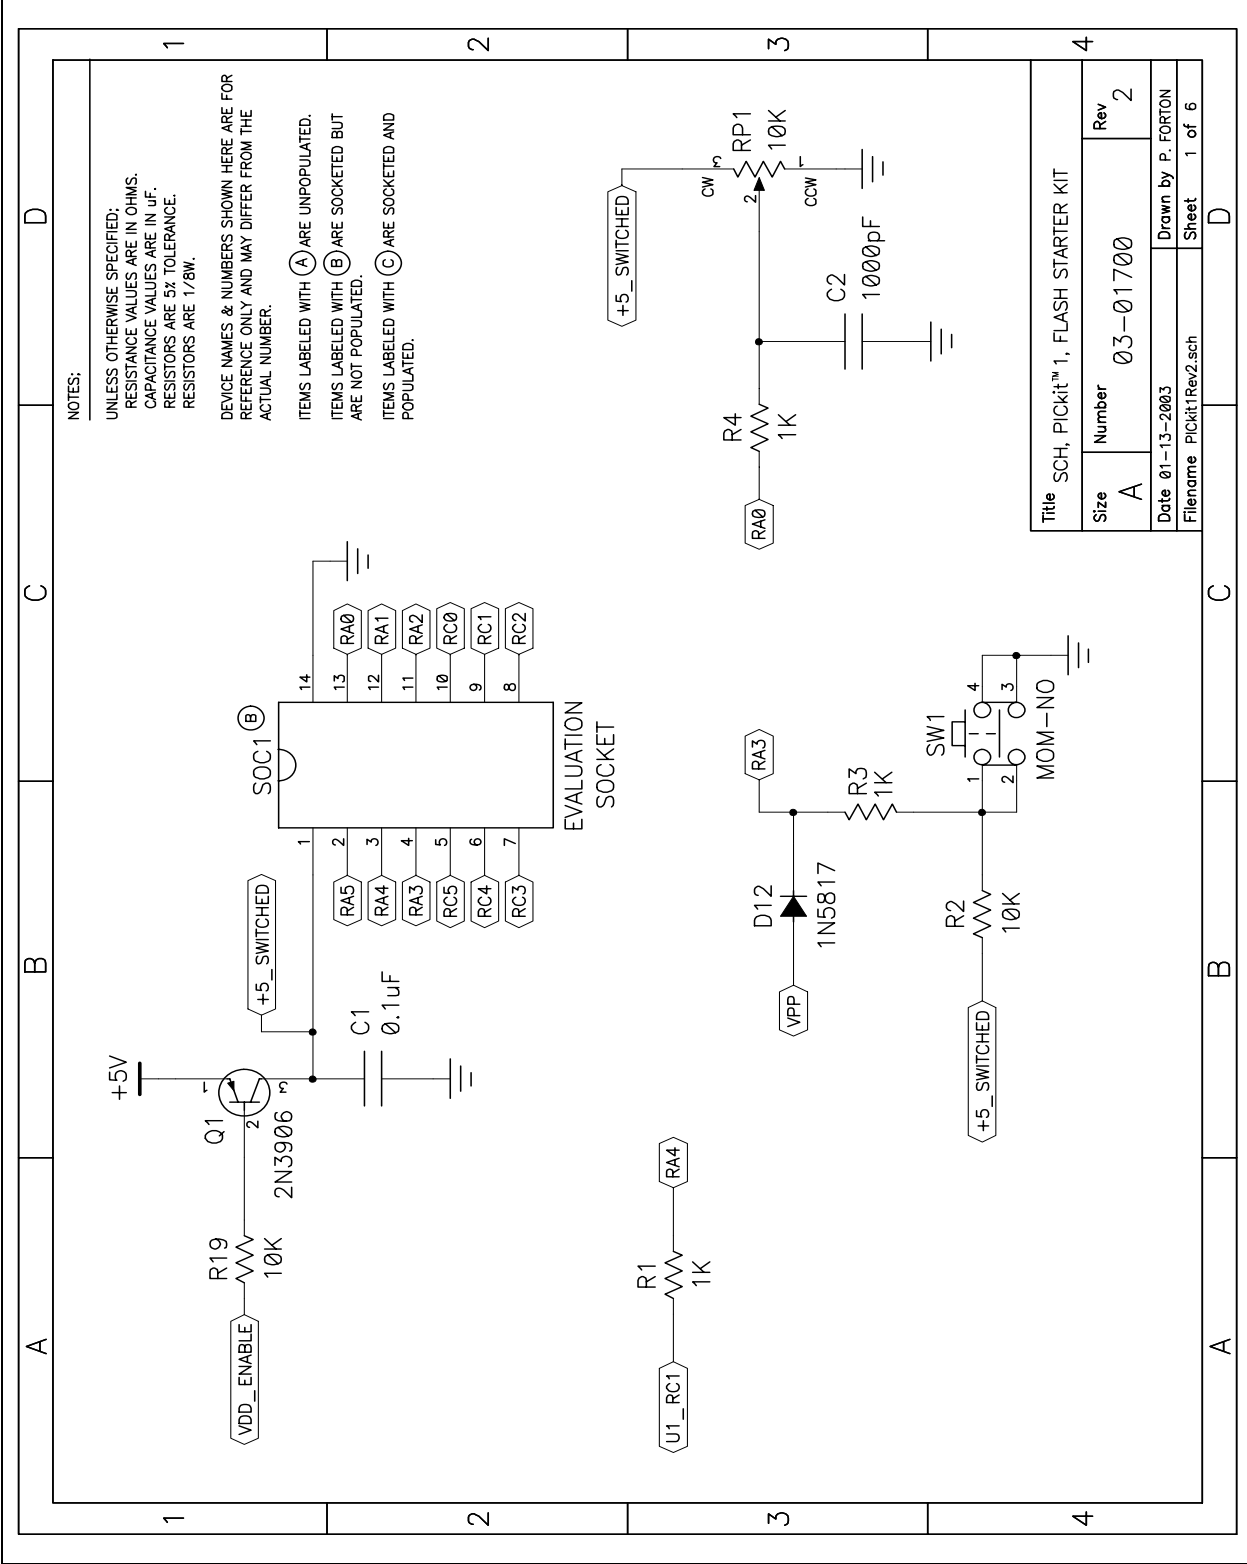 A
B
C
D
1
2
3
4
NOTES;
UNLESS OTHERWISE SPECIFIED;
RESISTANCE VALUES ARE IN OHMS.
CAPACITANCE VALUES ARE IN uF.
RESISTORS ARE 5% TOLERANCE.
RESISTORS ARE 1/8W.
DEVICE NAMES & NUMBERS SHOWN HERE ARE FOR
REFERENCE ONLY AND MAY DIFFER FROM THE
ACTUAL NUMBER.
ITEMS LABELED WITH A ARE UNPOPULATED.
ITEMS LABELED WITH B ARE SOCKETED BUT
ARE NOT POPULATED.
ITEMS LABELED WITH C ARE SOCKETED AND
POPULATED.
VDD_ENABLE
R19
10K
Q1
2N3906
1
2
3
+5V
+5_SWITCHED
C1
0.1uF
SOC1
B
1
2
3
4
5
6
7
RA5
RA4
RA3
RC5
RC4
RC3
14
13
12
11
10
9
8
RA0
RA1
RA2
RC0
RC1
RC2
EVALUATION
SOCKET
U1_RC1
R1
1K
RA4
VPP
D12
1N5817
RA3
R3
1K
+5_SWITCHED
R2
10K
SW1
1
2
4
3
MOM-NO
RA0
R4
1K
C2
1000pF
+5_SWITCHED
CW
3
2
RP1
10K
1
CCW
Title
SCH, PICkit™ 1, FLASH STARTER KIT
Size
A
Number
03-01700
Rev
2
Date 01-13-2003
Drawn by P. FORTON
Filename PICkit1Rev2.sch
Sheet 1 of 6
A
B
C
D
1
2
3
4